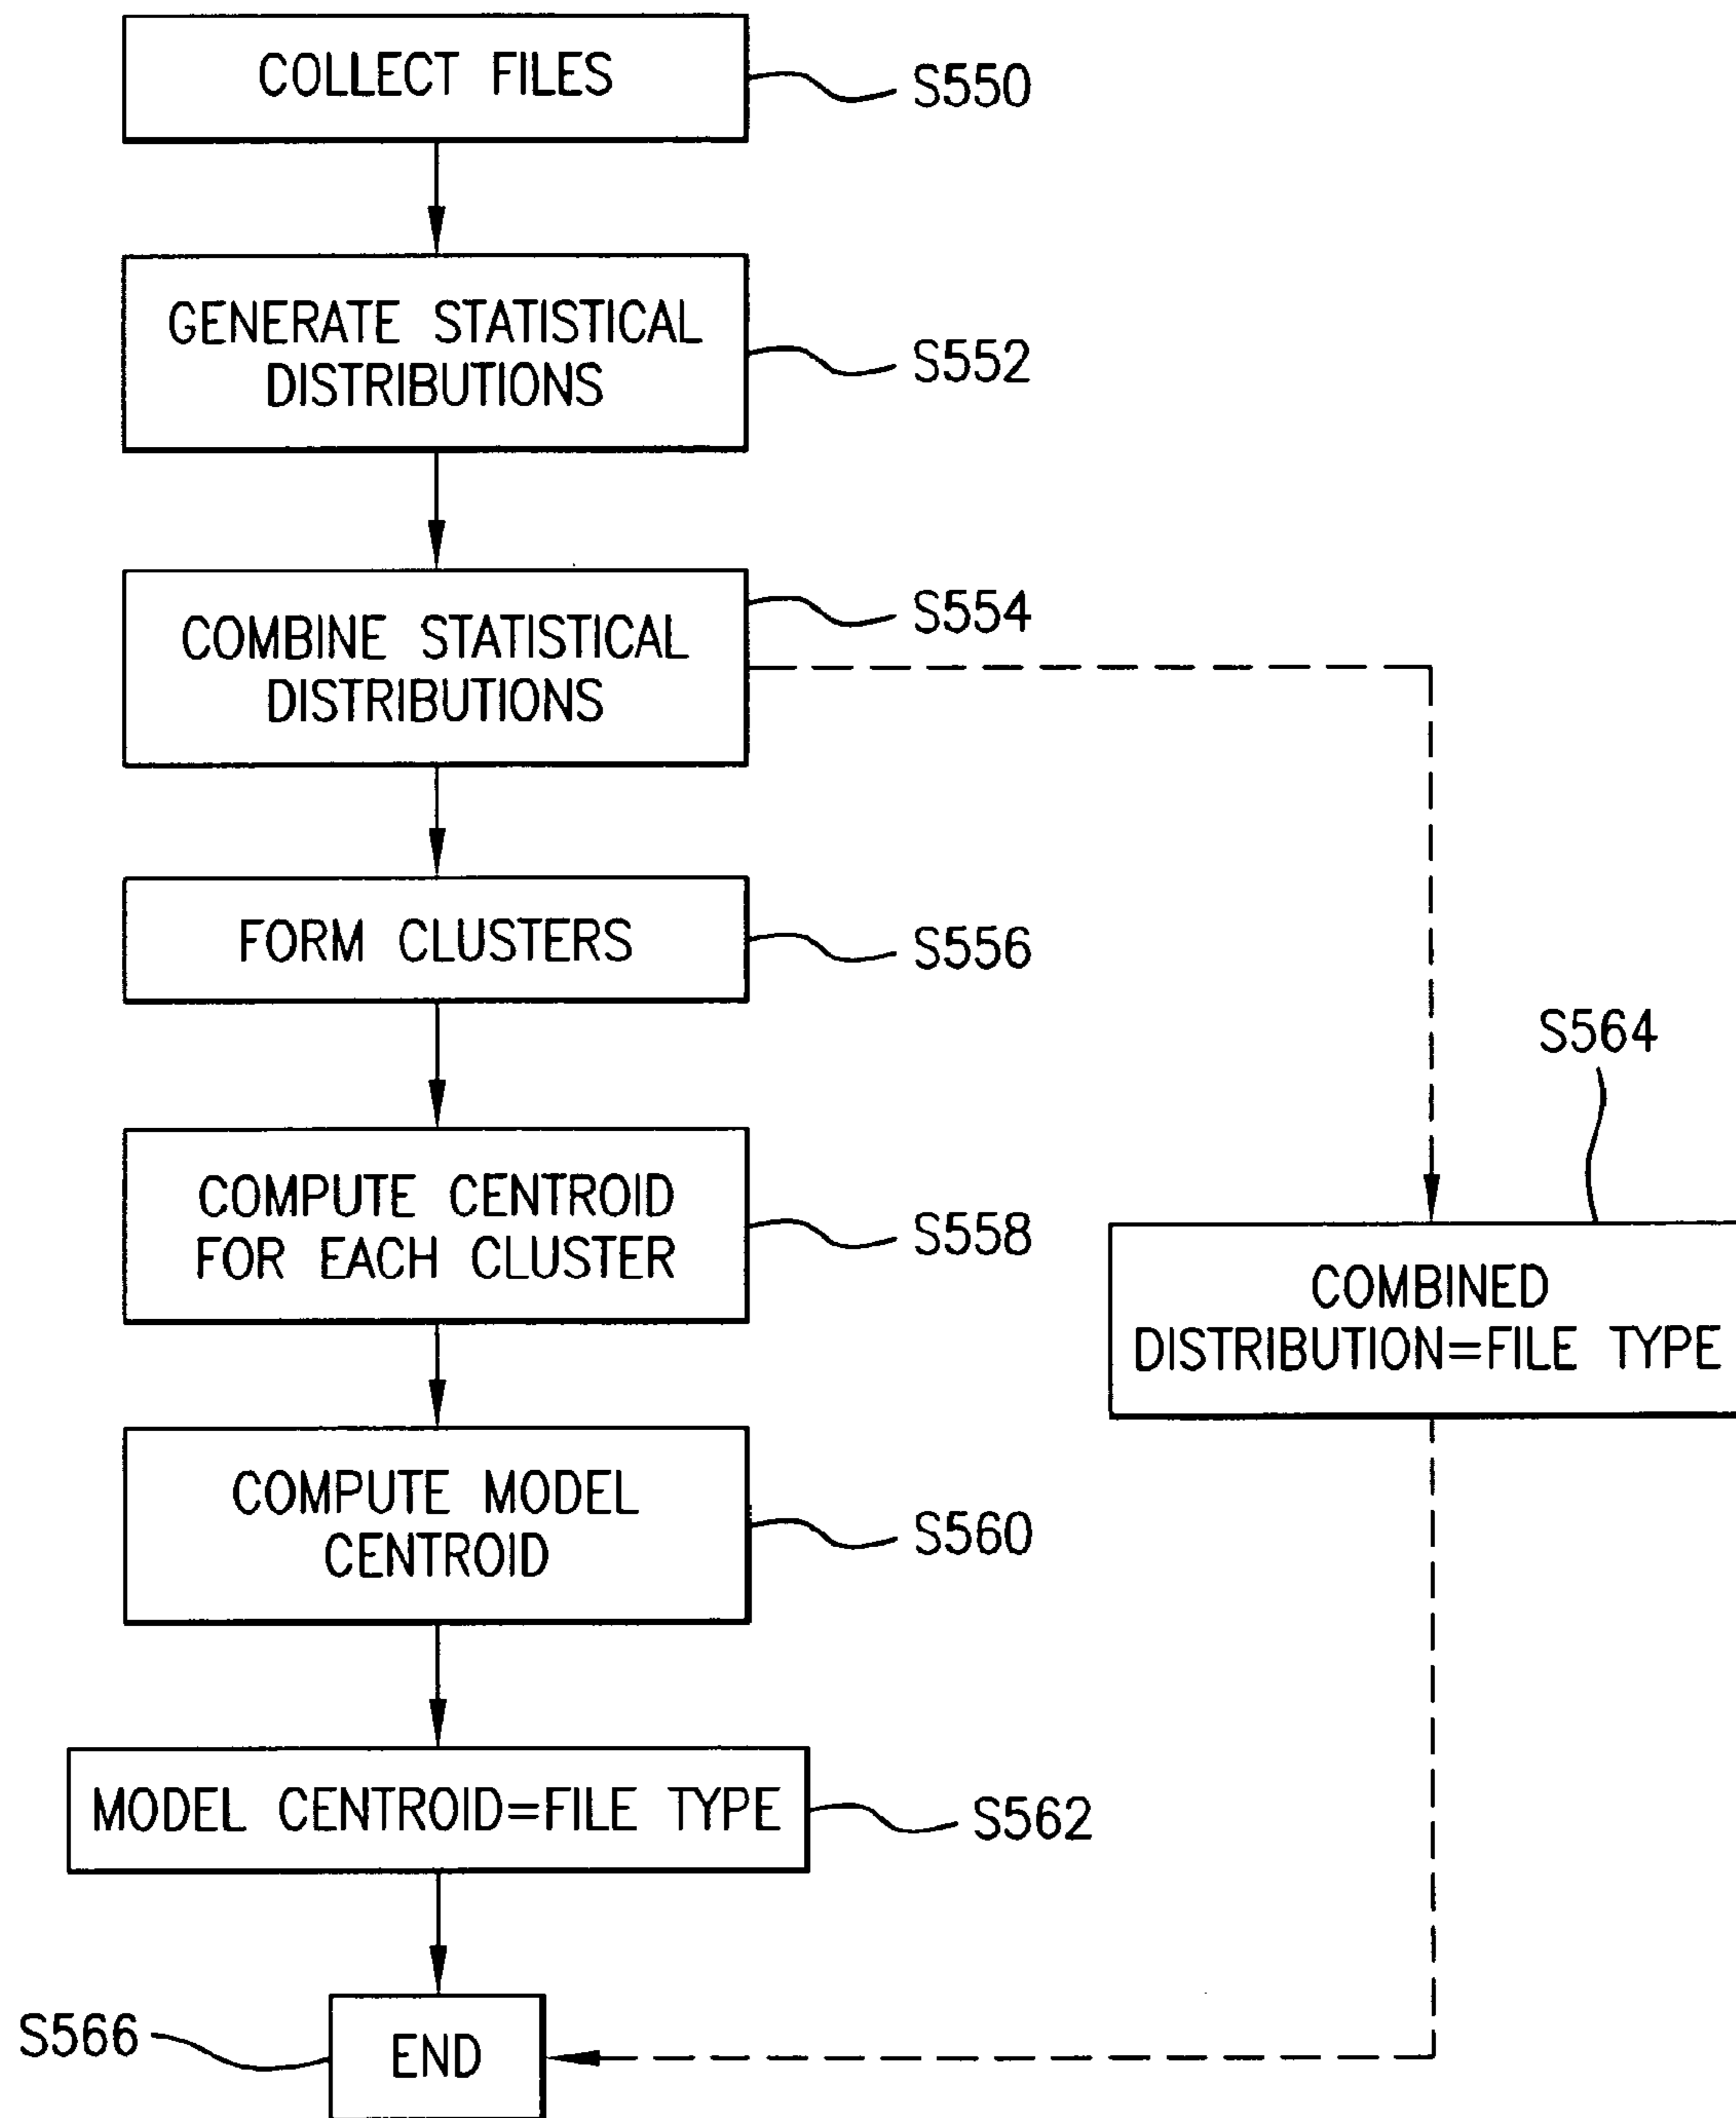 COLLECT FILES
S550
GENERATE STATISTICAL
DISTRIBUTIONS
S552
COMBINE STATISTICAL
DISTRIBUTIONS
S554
FORM CLUSTERS
S556
COMPUTE CENTROID
FOR EACH CLUSTER
S558
S564
COMBINED
DISTRIBUTION=FILE TYPE
COMPUTE MODEL
CENTROID
S560
MODEL CENTROID=FILE TYPE
S562
S566
END